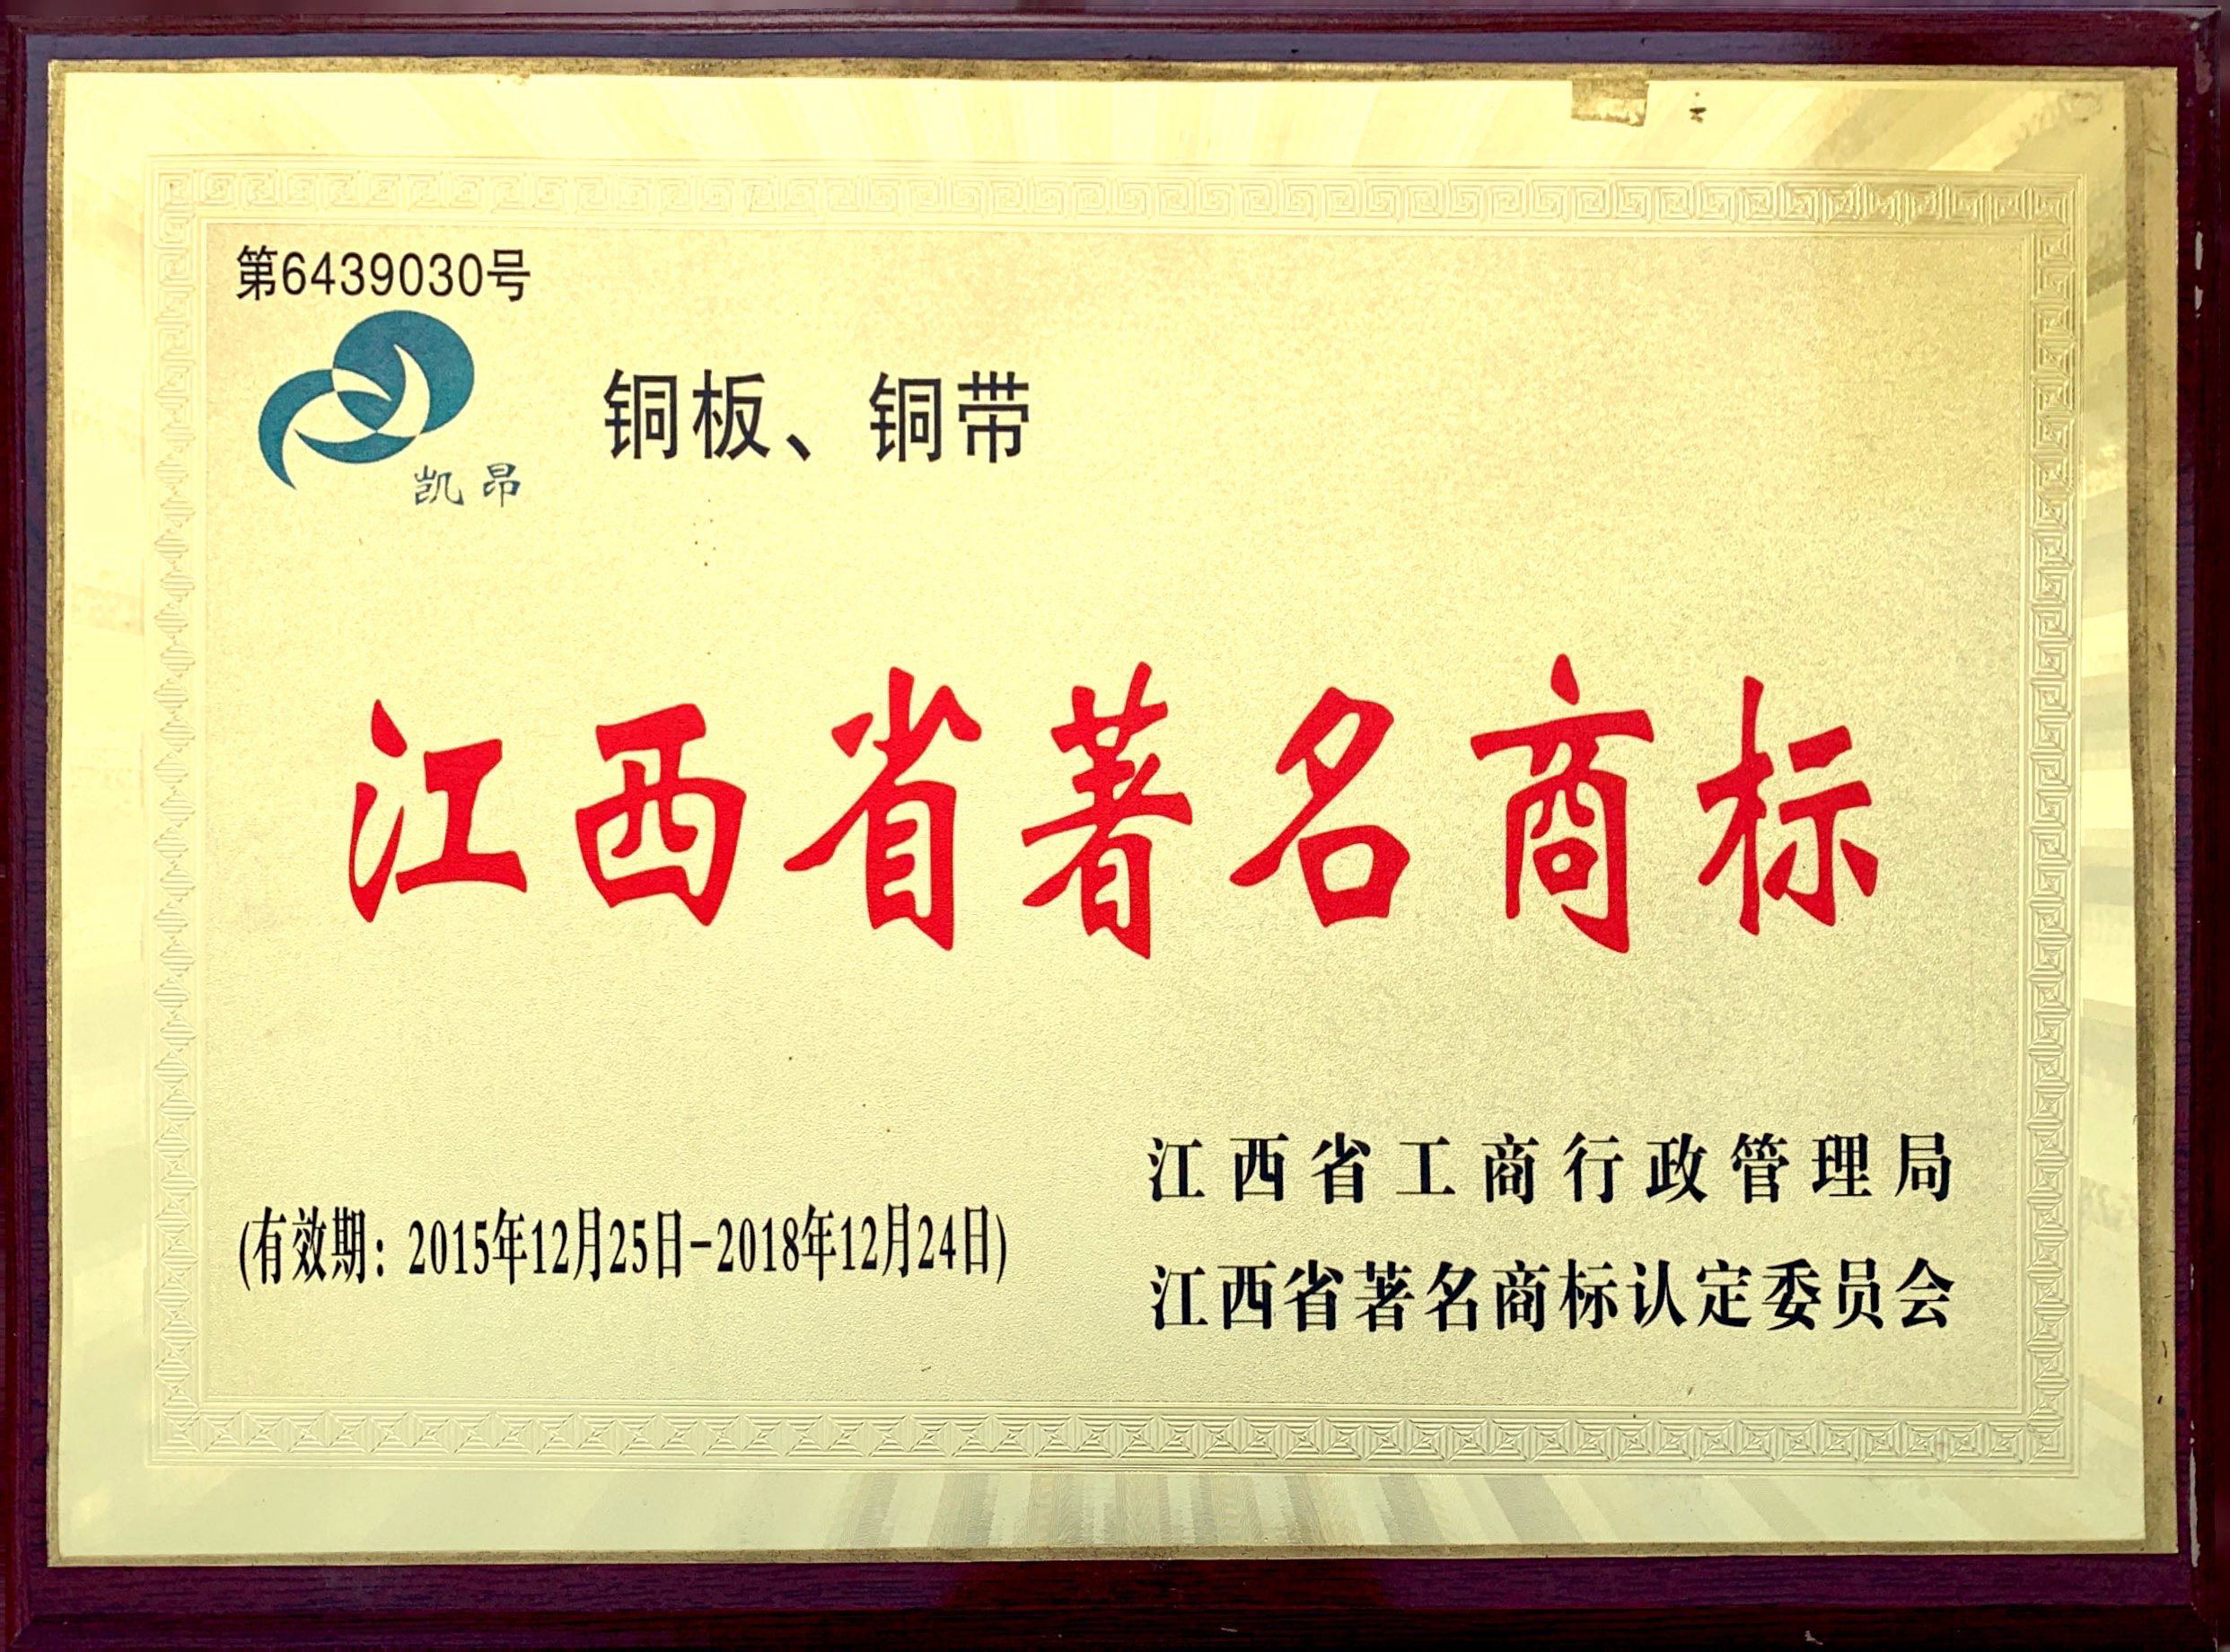 第6439030号
凯昂
铜板、铜带
江西省著名商标
江西省工商行政管理局
(有效期：2015年12月25日-2018年12月24日)
江西省著名商标认定委员会